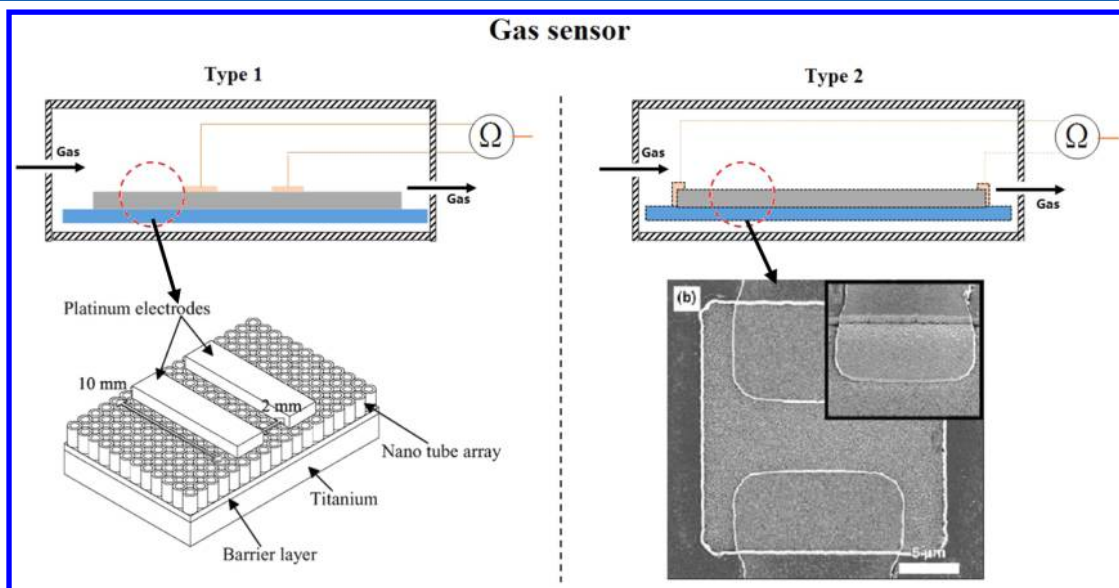 Gas sensor
Type 1
Gas
Ω
Gas
Platinum electrodes
10 mm
2 mm
Nano tube array
Titanium
Barrier layer
Type 2
Gas
Ω
Gas
(b)
5 μm